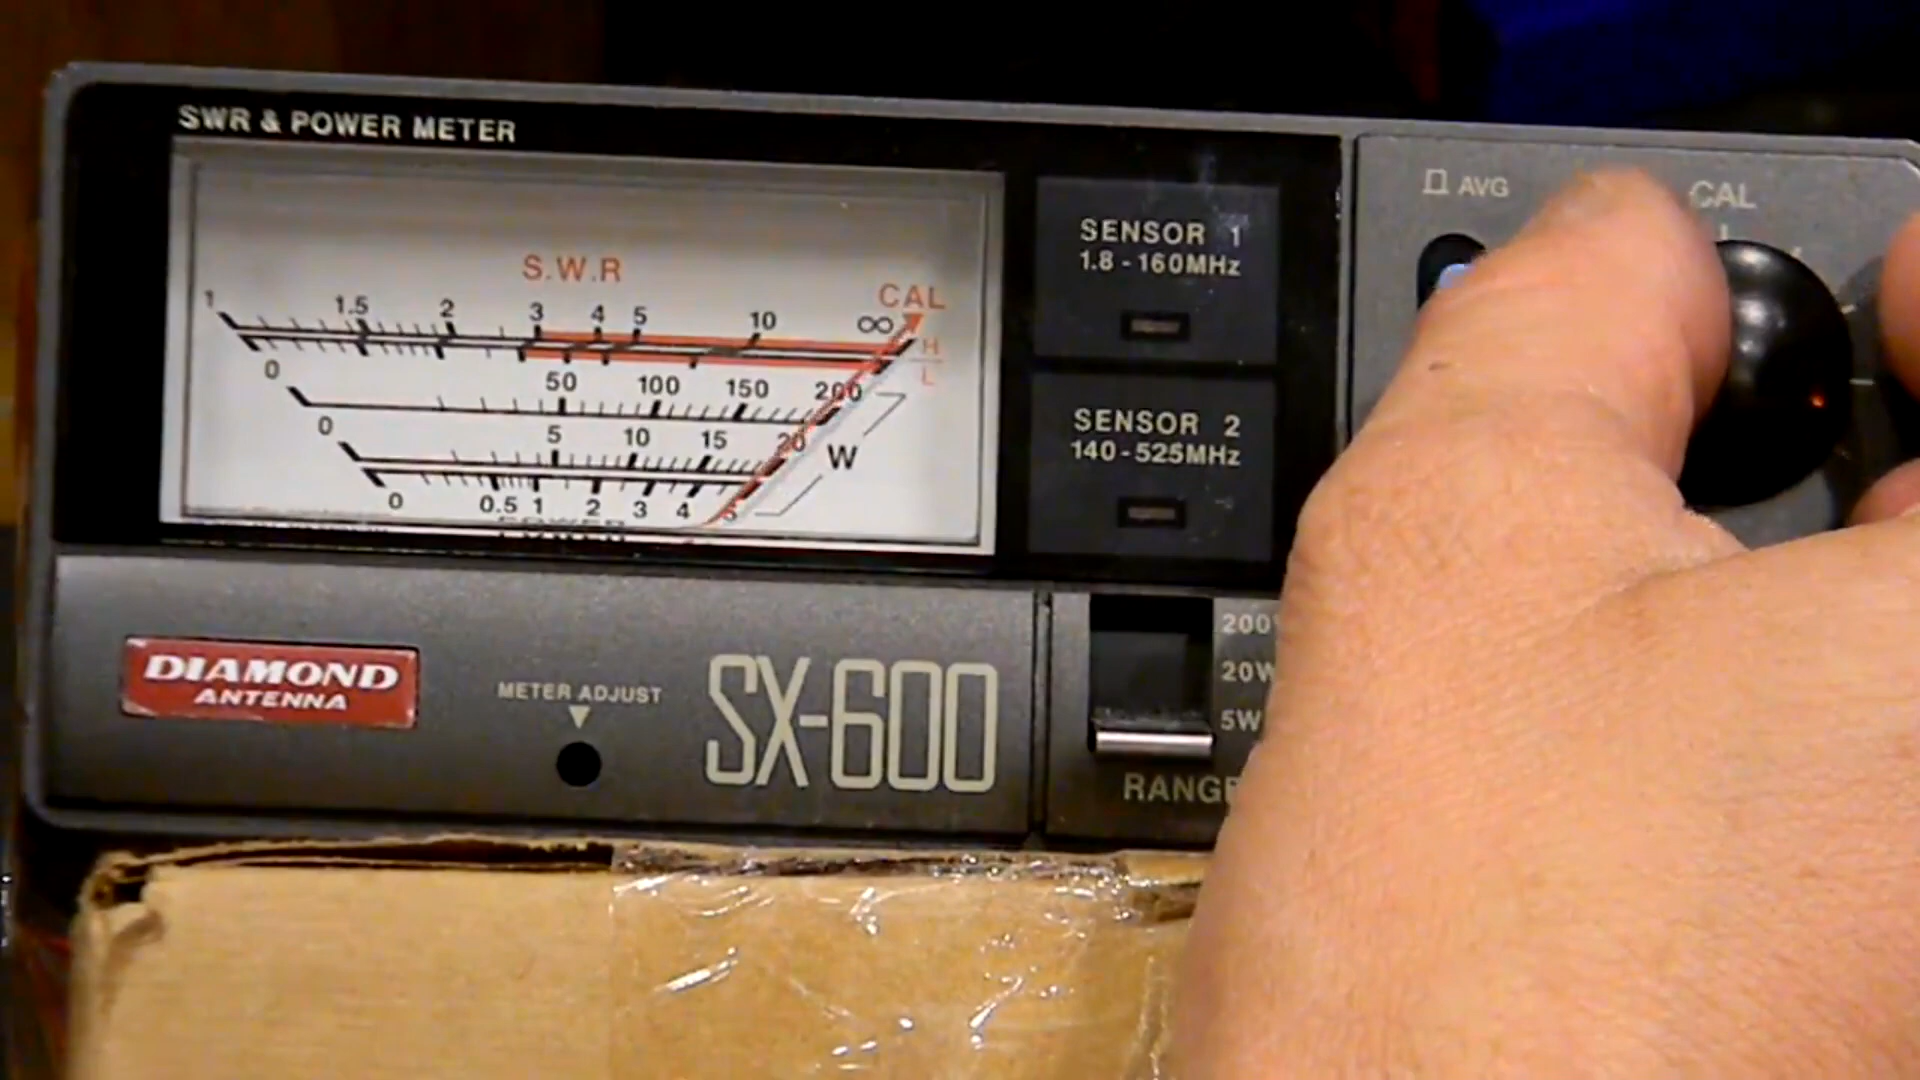 SWR & POWER METER
S.W.R
CAL
1 1.5 2 3 4 5 10 ∞
H
L
0 50 100 150 200
0 5 10 15 20
W
0 0.5 1 2 3 4 5
POWER
SENSOR 1
1.8 - 160MHz
SENSOR 2
140 - 525MHz
AVG
CAL
DIAMOND
ANTENNA
METER ADJUST
SX-600
200
20W
5W